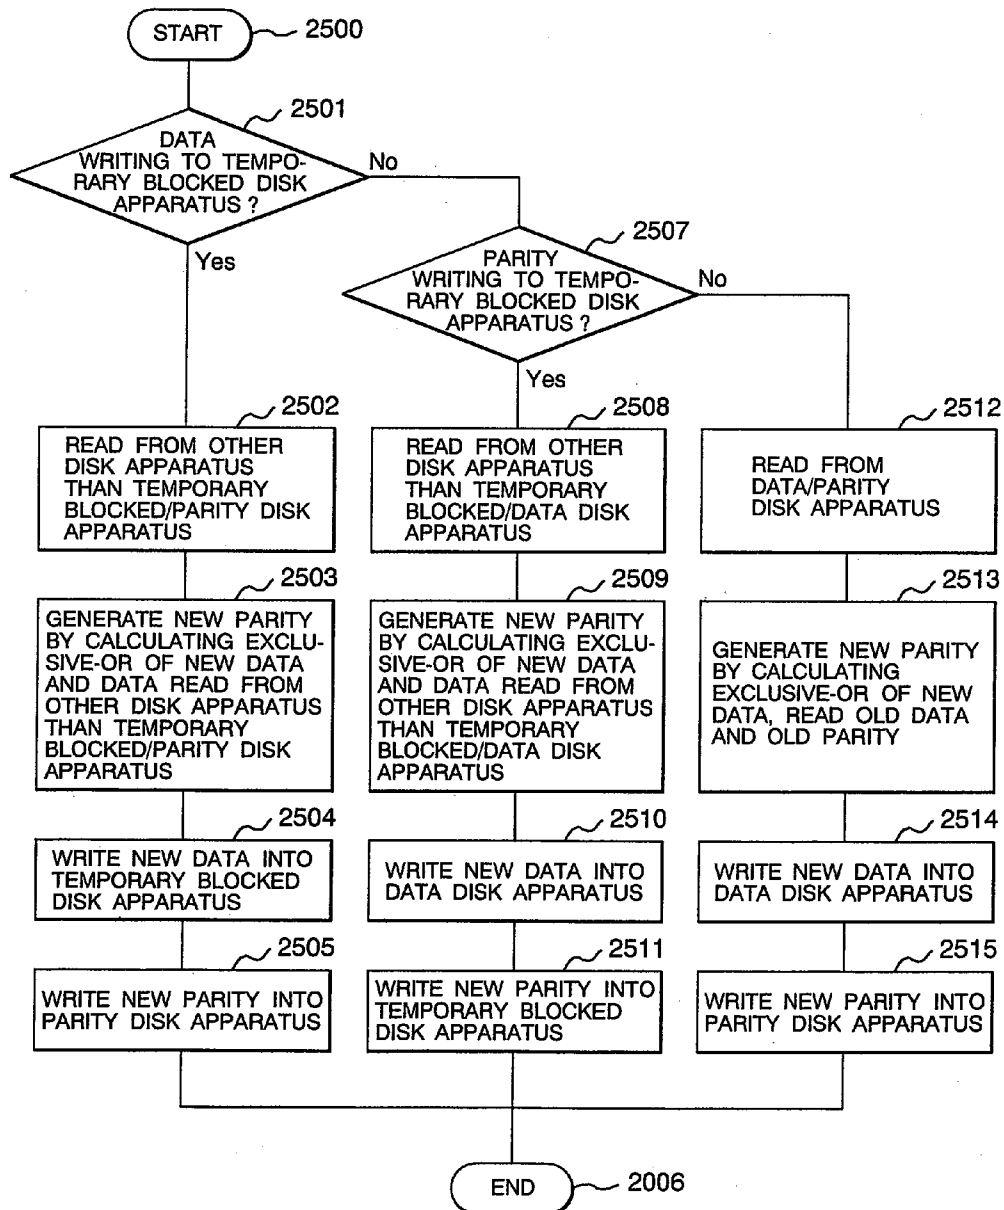 START
2500
2501
DATA
WRITING TO TEMPO-
RARY BLOCKED DISK
APPARATUS ?
No
Yes
2507
PARITY
WRITING TO TEMPO-
RARY BLOCKED DISK
APPARATUS ?
No
Yes
2502
READ FROM OTHER
DISK APPARATUS
THAN TEMPORARY
BLOCKED/PARITY DISK
APPARATUS
2508
READ FROM OTHER
DISK APPARATUS
THAN TEMPORARY
BLOCKED/DATA DISK
APPARATUS
2512
READ FROM
DATA/PARITY
DISK APPARATUS
2503
GENERATE NEW PARITY
BY CALCULATING EXCLU-
SIVE-OR OF NEW DATA
AND DATA READ FROM
OTHER DISK APPARATUS
THAN TEMPORARY
BLOCKED/PARITY DISK
APPARATUS
2509
GENERATE NEW PARITY
BY CALCULATING EXCLU-
SIVE-OR OF NEW DATA
AND DATA READ FROM
OTHER DISK APPARATUS
THAN TEMPORARY
BLOCKED/DATA DISK
APPARATUS
2513
GENERATE NEW PARITY
BY CALCULATING
EXCLUSIVE-OR OF NEW
DATA, READ OLD DATA
AND OLD PARITY
2504
WRITE NEW DATA INTO
TEMPORARY BLOCKED
DISK APPARATUS
2510
WRITE NEW DATA INTO
DATA DISK APPARATUS
2514
WRITE NEW DATA INTO
DATA DISK APPARATUS
2505
WRITE NEW PARITY INTO
PARITY DISK APPARATUS
2511
WRITE NEW PARITY INTO
TEMPORARY BLOCKED
DISK APPARATUS
2515
WRITE NEW PARITY INTO
PARITY DISK APPARATUS
END
2006